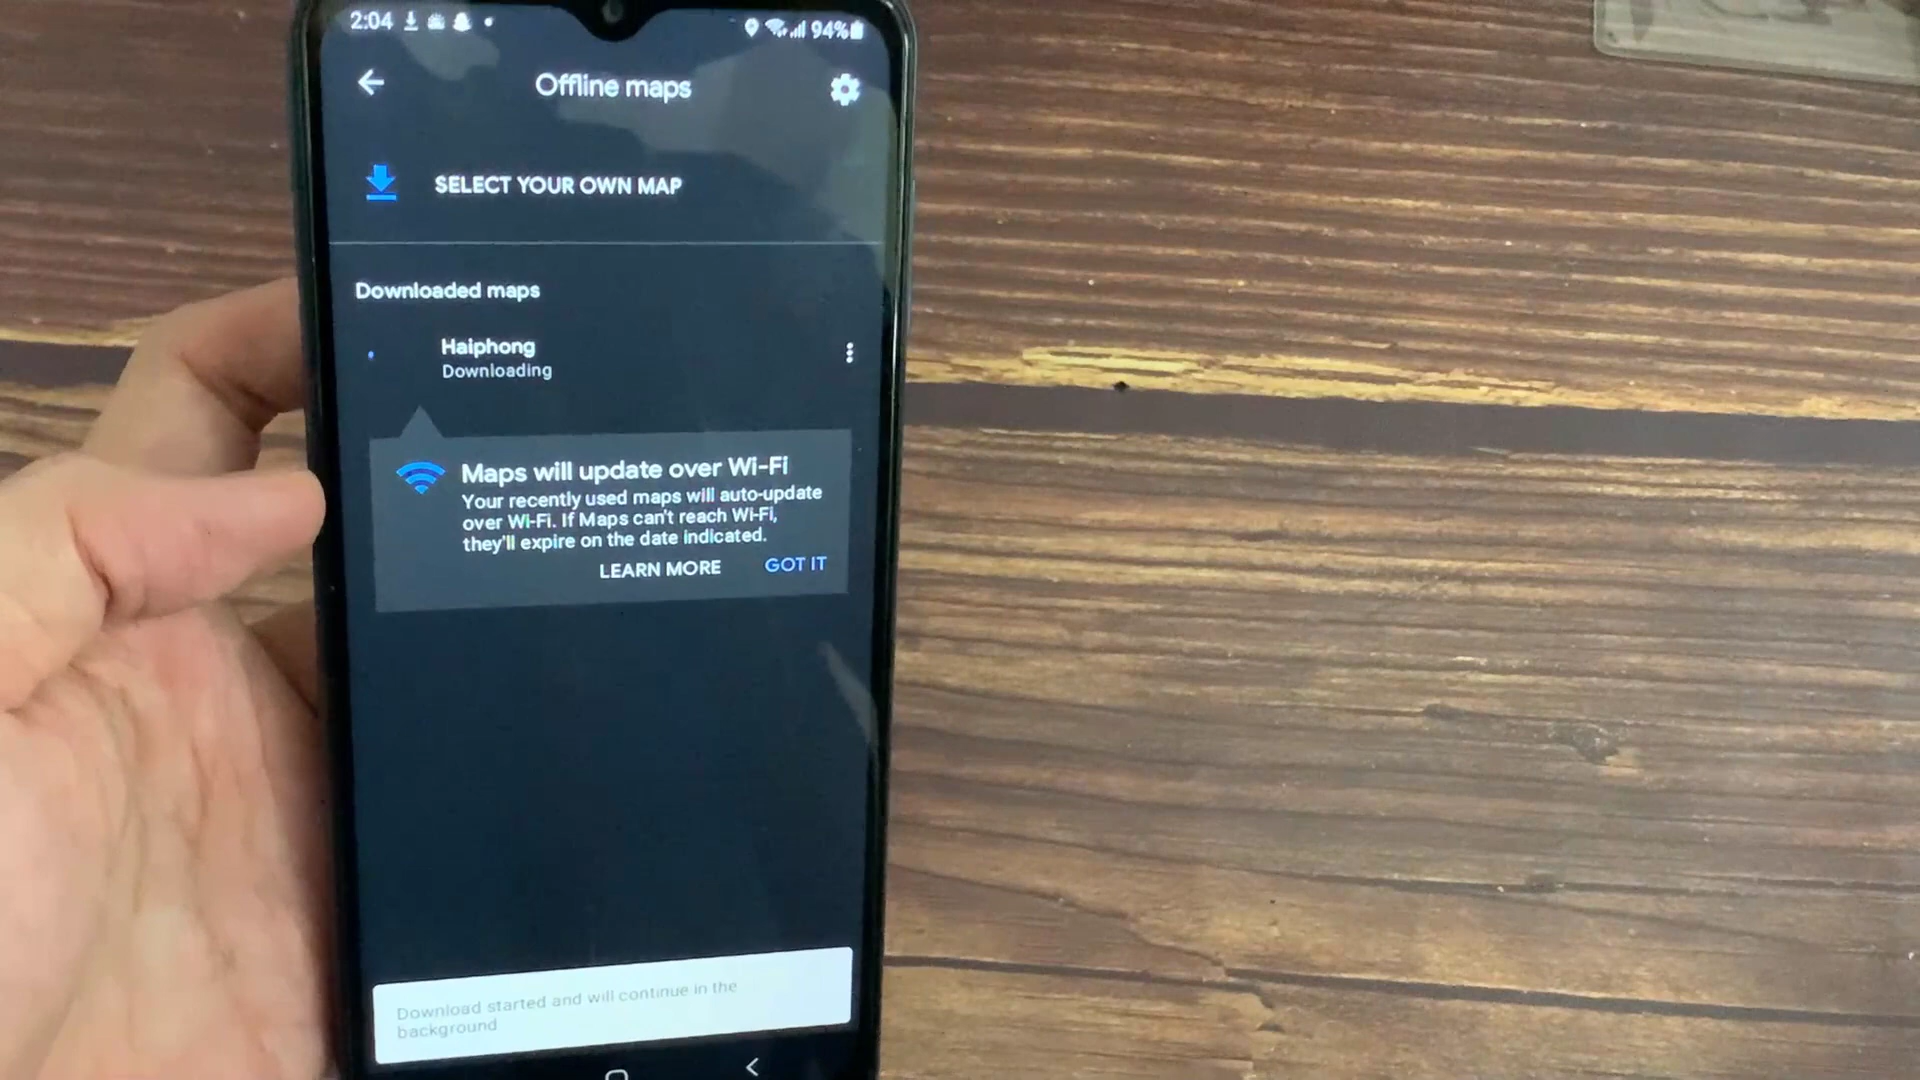 2:04
94%
Offline maps
SELECT YOUR OWN MAP
Downloaded maps
Haiphong
Downloading
Maps will update over Wi-Fi
Your recently used maps will auto-update
over Wi-Fi. If Maps can't reach Wi-Fi,
they'll expire on the date indicated.
LEARN MORE GOT IT
Download started and will continue in the
background